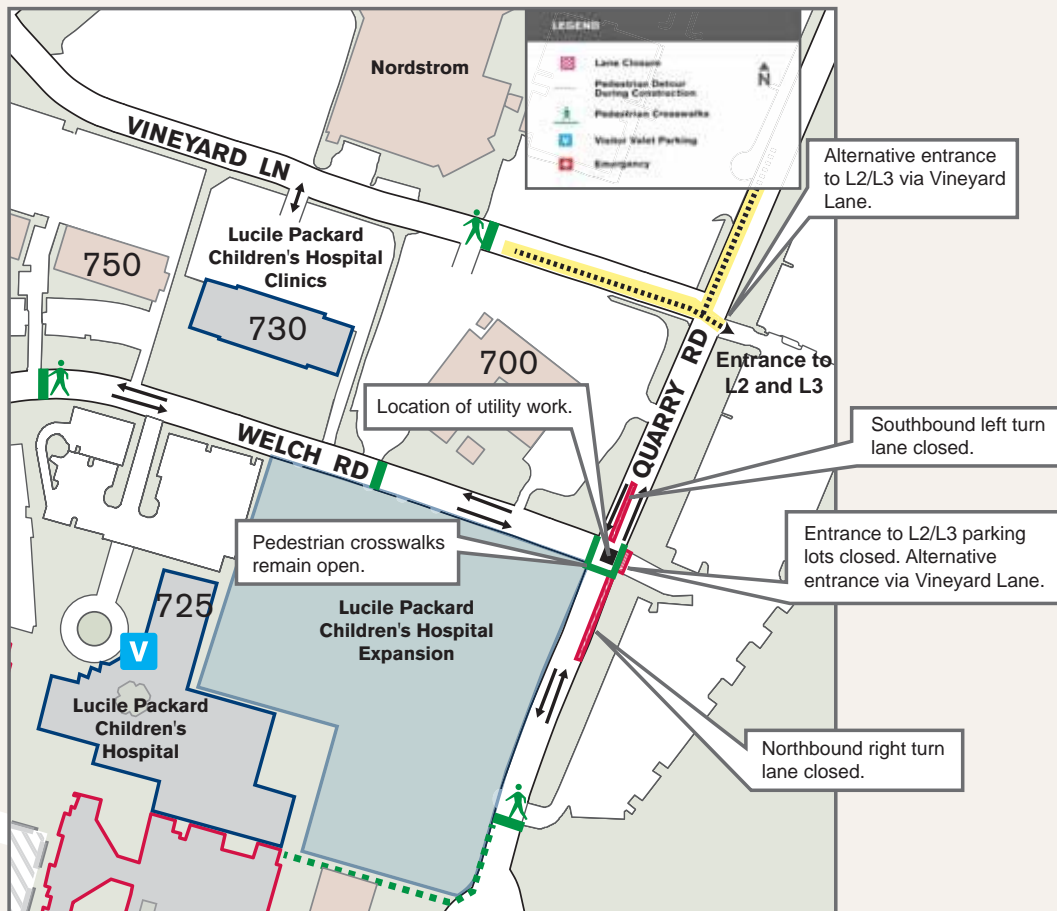 LEGEND
Lane Closure
N
Pedestrian Detour
During Construction
Pedestrian Crosswalks
V
Visitor Valet Parking
Emergency
Nordstrom
VINEYARD LN
Alternative entrance
to L2/L3 via Vineyard
Lane.
Lucile Packard
Children's Hospital
Clinics
750
730
700
QUARRY RD
Entrance to
L2 and L3
Location of utility work.
Southbound left turn
lane closed.
WELCH RD
Pedestrian crosswalks
remain open.
Entrance to L2/L3 parking
lots closed. Alternative
entrance via Vineyard Lane.
725
Lucile Packard
Children's Hospital
Expansion
V
Lucile Packard
Children's
Hospital
Northbound right turn
lane closed.